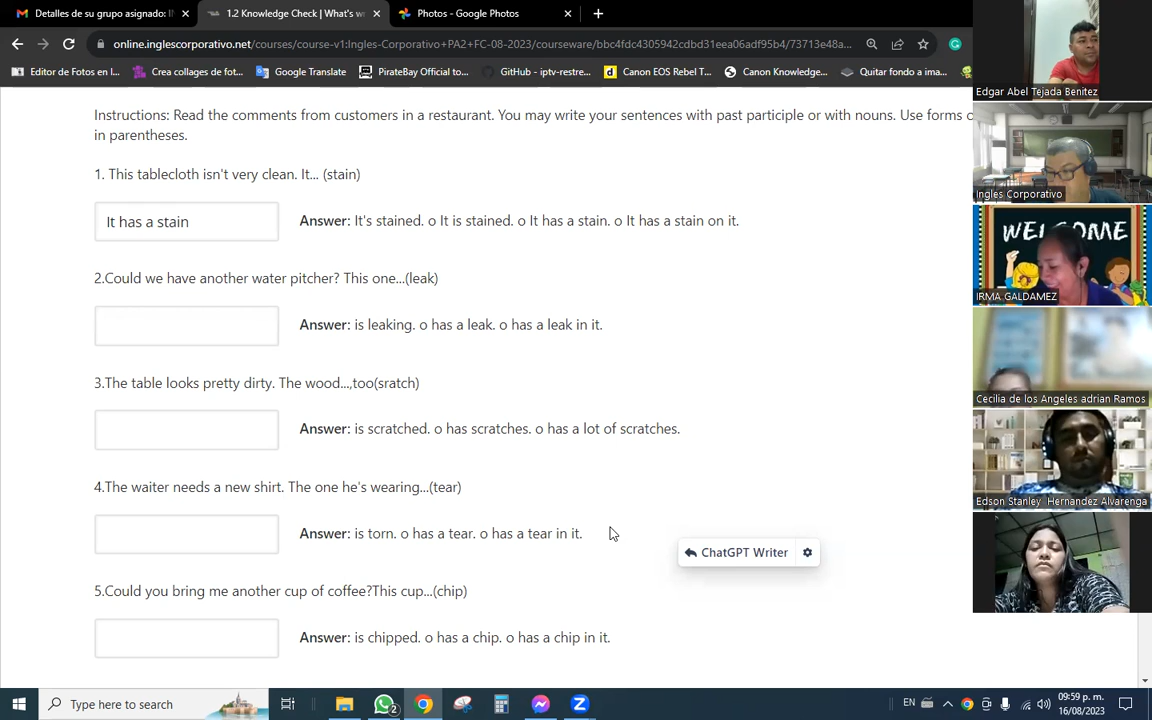 Detalles de su grupo asignado: I
1.2 Knowledge Check | What's w
Photos - Google Photos
online.inglescorporativo.net/courses/course-v1:Ingles-Corporativo+PA2+FC-08-2023/courseware/bbc4fdc4305942cdbd31eea06adf95b4/73713e48a...
Editor de Fotos en l...
Crea collages de fot...
Google Translate
PirateBay Official to...
GitHub - iptv-restre...
Canon EOS Rebel T...
Canon Knowledge...
Quitar fondo a ima...
Instructions: Read the comments from customers in a restaurant. You may write your sentences with past participle or with nouns. Use forms o
in parentheses.
1. This tablecloth isn't very clean. It... (stain)
It has a stain
Answer: It's stained. o It is stained. o It has a stain. o It has a stain on it.
2.Could we have another water pitcher? This one...(leak)
Answer: is leaking. o has a leak. o has a leak in it.
3.The table looks pretty dirty. The wood...,too(sratch)
Answer: is scratched. o has scratches. o has a lot of scratches.
4.The waiter needs a new shirt. The one he's wearing...(tear)
Answer: is torn. o has a tear. o has a tear in it.
ChatGPT Writer
5.Could you bring me another cup of coffee?This cup...(chip)
Answer: is chipped. o has a chip. o has a chip in it.
Edgar Abel Tejada Benitez
Ingles Corporativo
WELCOME
IRMA GALDAMEZ
Cecilia de los Angeles adrian Ramos
Edson Stanley Hernandez Alvarenga
Type here to search
2
EN
09:59 p. m.
16/08/2023